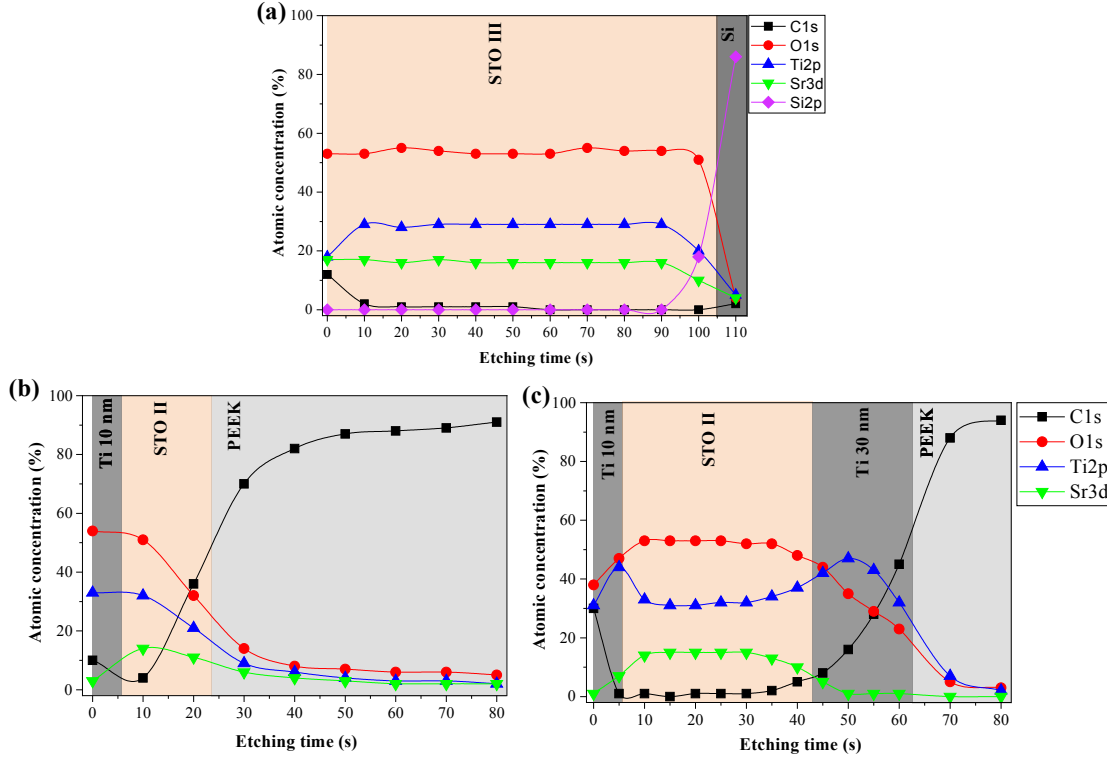 (a)
100
80
60
40
20
0
Atomic concentration (%)
STO III
Si
C1s
O1s
Ti2p
Sr3d
Si2p
0 10 20 30 40 50 60 70 80 90 100 110
Etching time (s)
(b)
100
80
60
40
20
0
Atomic concentration (%)
Ti 10 nm
STO II
PEEK
0 10 20 30 40 50 60 70 80
Etching time (s)
(c)
100
80
60
40
20
0
Atomic concentration (%)
Ti 10 nm
STO II
Ti 30 nm
PEEK
C1s
O1s
Ti2p
Sr3d
0 10 20 30 40 50 60 70 80
Etching time (s)